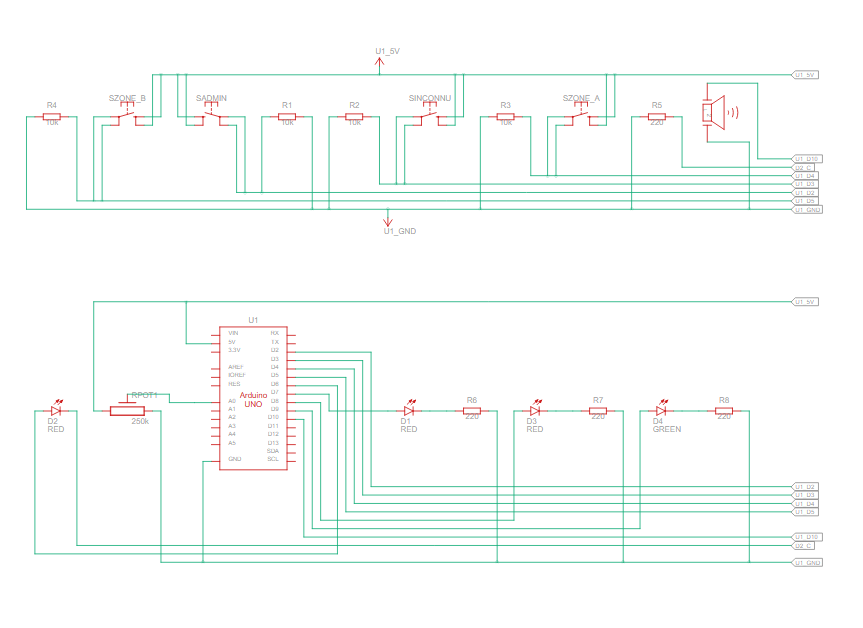 U1_5V
U1_5V
R4
SZONE_B
SADMIN
R1
R2
SINCONNU
R3
SZONE_A
R5
10k
10k
10k
10k
220
U1_D10
D2_C
U1_D4
U1_D3
U1_D2
U1_D5
U1_GND
U1_GND
U1_5V
U1
VIN
RX
5V
TX
3.3V
D2
D3
AREF
D4
IOREF
D5
RES
D6
D7
Arduino
UNO
A0
D8
A1
D9
A2
D10
A3
D11
A4
D12
A5
D13
SDA
GND
SCL
RPOT1
250k
D2
RED
D1
RED
R6
220
D3
RED
R7
220
D4
GREEN
R8
220
U1_D2
U1_D3
U1_D4
U1_D5
U1_D10
D2_C
U1_GND